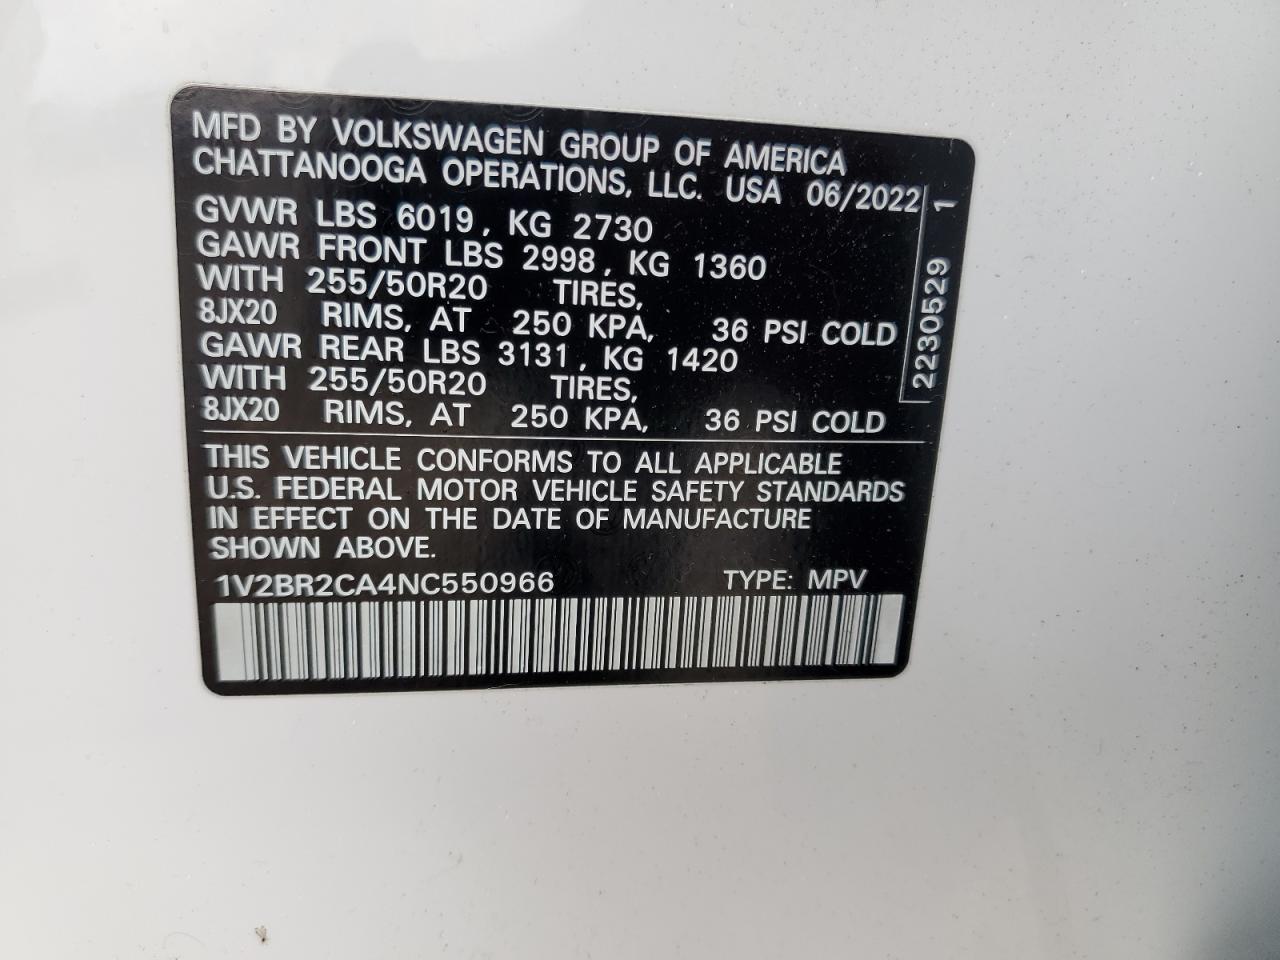 MFD BY VOLKSWAGEN GROUP OF AMERICA
CHATTANOOGA OPERATIONS, LLC. USA 06/2022
GVWR LBS 6019, KG 2730
GAWR FRONT LBS 2998, KG 1360
WITH 255/50R20 TIRES,
8JX20 RIMS, AT 250 KPA, 36 PSI COLD
GAWR REAR LBS 3131, KG 1420
WITH 255/50R20 TIRES,
8JX20 RIMS, AT 250 KPA, 36 PSI COLD
2230529 1
THIS VEHICLE CONFORMS TO ALL APPLICABLE
U.S. FEDERAL MOTOR VEHICLE SAFETY STANDARDS
IN EFFECT ON THE DATE OF MANUFACTURE
SHOWN ABOVE.
1V2BR2CA4NC550966 TYPE: MPV